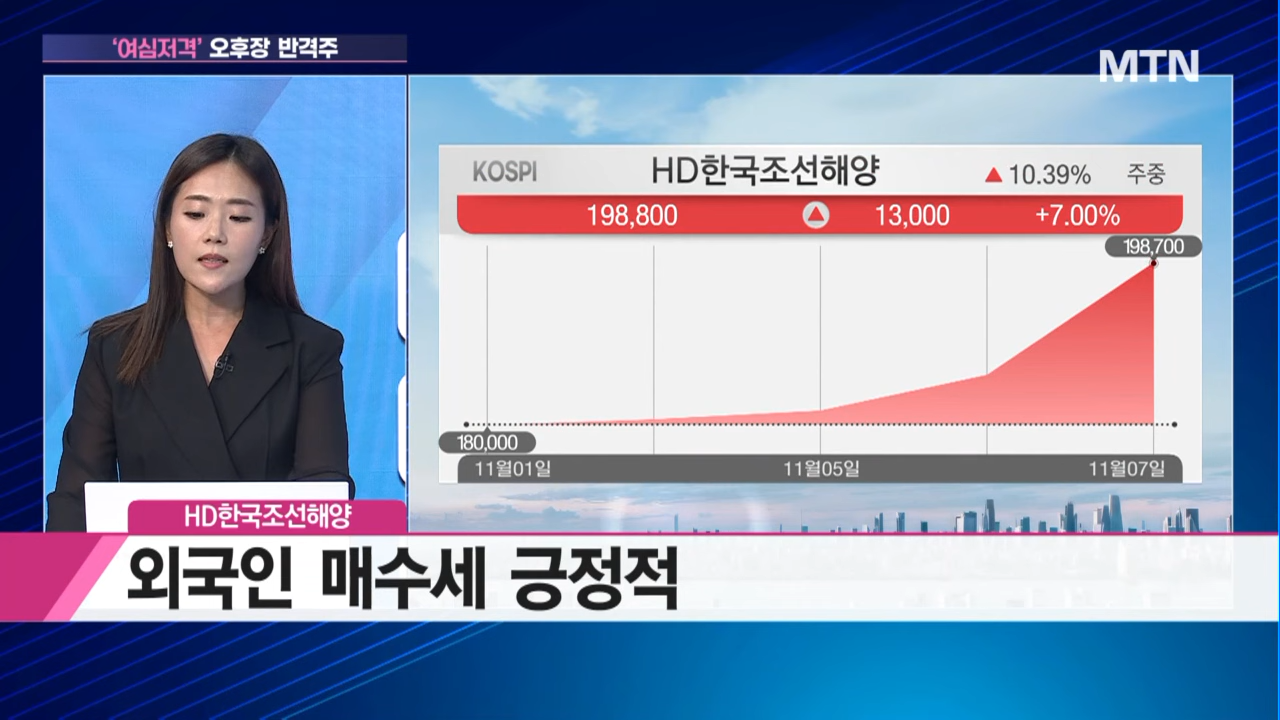 ‘여심저격’ 오후장 반격주
MTN
KOSPI HD한국조선해양 ▲ 10.39% 주중
198,800 ▲ 13,000 +7.00%
198,700
180,000
11월01일 11월05일 11월07일
HD한국조선해양
외국인 매수세 긍정적